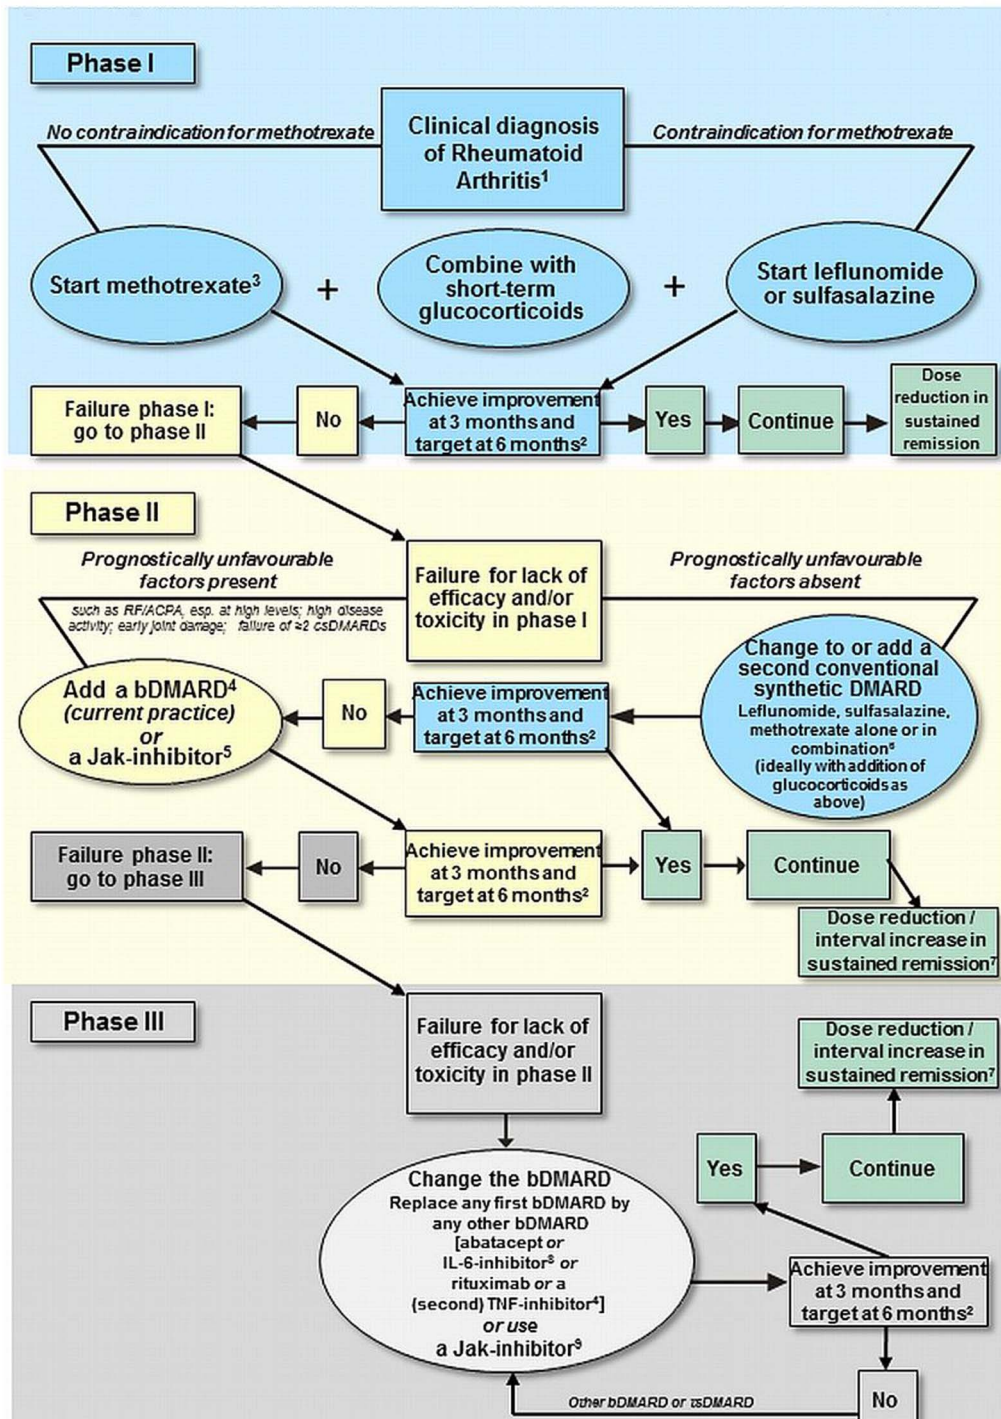 Phase I
No contraindication for methotrexate
Clinical diagnosis
of Rheumatoid
Arthritis¹
Contraindication for methotrexate
Start methotrexate³
+
Combine with
short-term
glucocorticoids
+
Start leflunomide
or sulfasalazine
Failure phase I:
go to phase II
No
Achieve improvement
at 3 months and
target at 6 months²
Yes
Continue
Dose
reduction in
sustained
remission
Phase II
Prognostically unfavourable
factors present
such as RF/ACPA, esp. at high levels; high disease
activity; early joint damage; failure of ≥2 csDMARDs
Failure for lack of
efficacy and/or
toxicity in phase I
Prognostically unfavourable
factors absent
Add a bDMARD⁴
(current practice)
or
a Jak-inhibitor⁵
No
Achieve improvement
at 3 months and
target at 6 months²
Change to or add a
second conventional
synthetic DMARD
Leflunomide, sulfasalazine,
methotrexate alone or in
combination⁶
(ideally with addition of
glucocorticoids as
above)
Failure phase II:
go to phase III
No
Achieve improvement
at 3 months and
target at 6 months²
Yes
Continue
Dose reduction /
interval increase in
sustained remission⁷
Phase III
Failure for lack of
efficacy and/or
toxicity in phase II
Dose reduction /
interval increase in
sustained remission⁷
Yes
Continue
Change the bDMARD
Replace any first bDMARD by
any other bDMARD
[abatacept or
IL-6-inhibitor⁸ or
rituximab or a
(second) TNF-inhibitor⁴]
or use
a Jak-inhibitor⁹
Achieve improvement
at 3 months and
target at 6 months²
No
Other bDMARD or tsDMARD